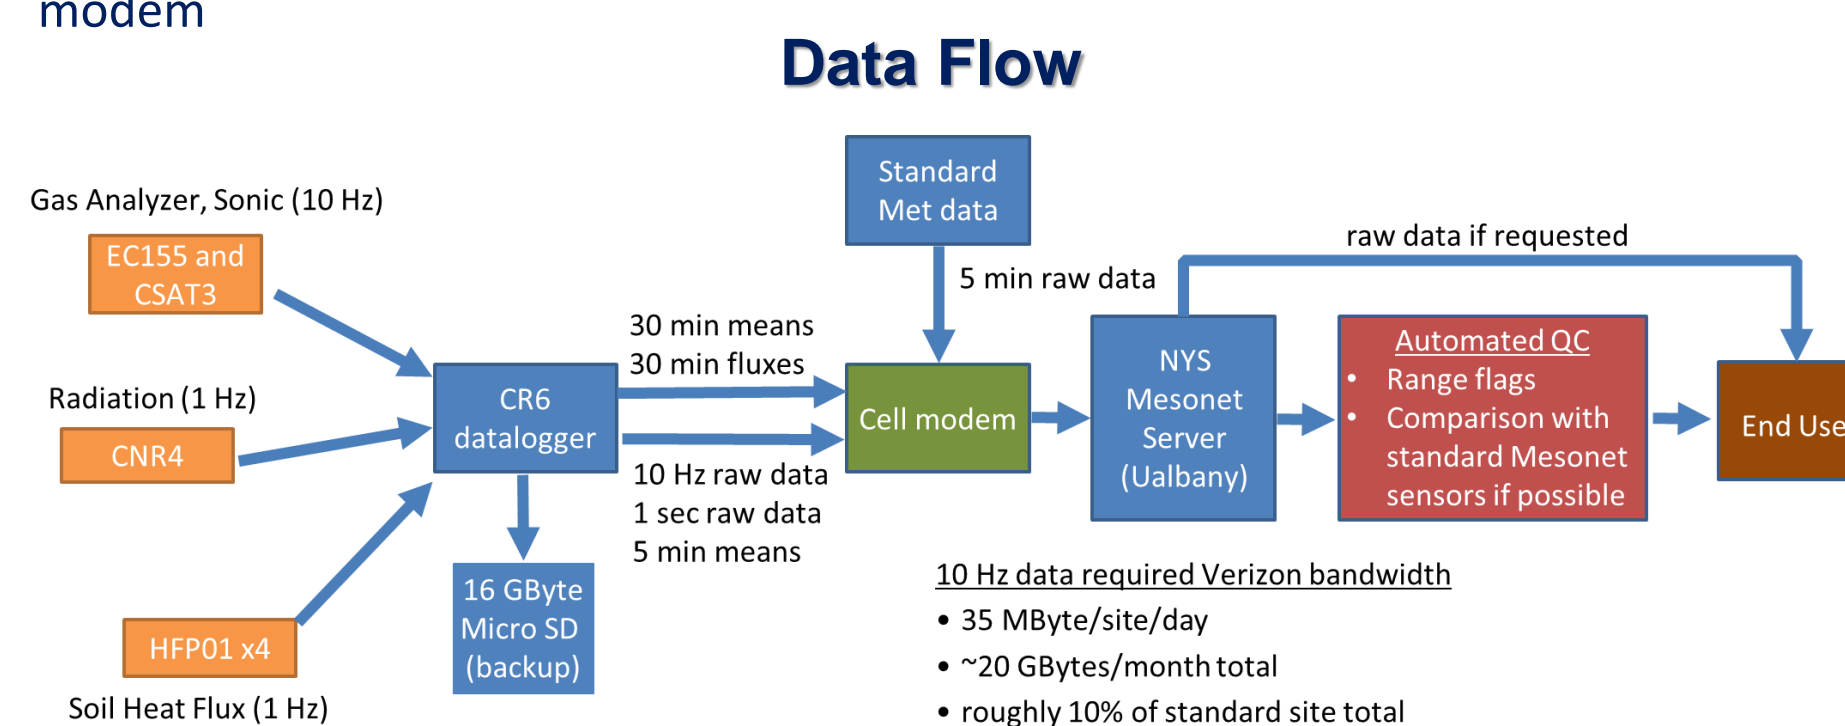 modem
Data Flow
Standard
Met data
Gas Analyzer, Sonic (10 Hz)
EC155 and
CSAT3
raw data if requested
5 min raw data
30 min means
30 min fluxes
Radiation (1 Hz)
CNR4
CR6
datalogger
Cell modem
NYS
Mesonet
Server
(Ualbany)
Automated QC
• Range flags
• Comparison with
standard Mesonet
sensors if possible
End Use
10 Hz raw data
1 sec raw data
5 min means
16 GByte
Micro SD
(backup)
HFP01 x4
Soil Heat Flux (1 Hz)
10 Hz data required Verizon bandwidth
• 35 MByte/site/day
• ~20 GBytes/month total
• roughly 10% of standard site total